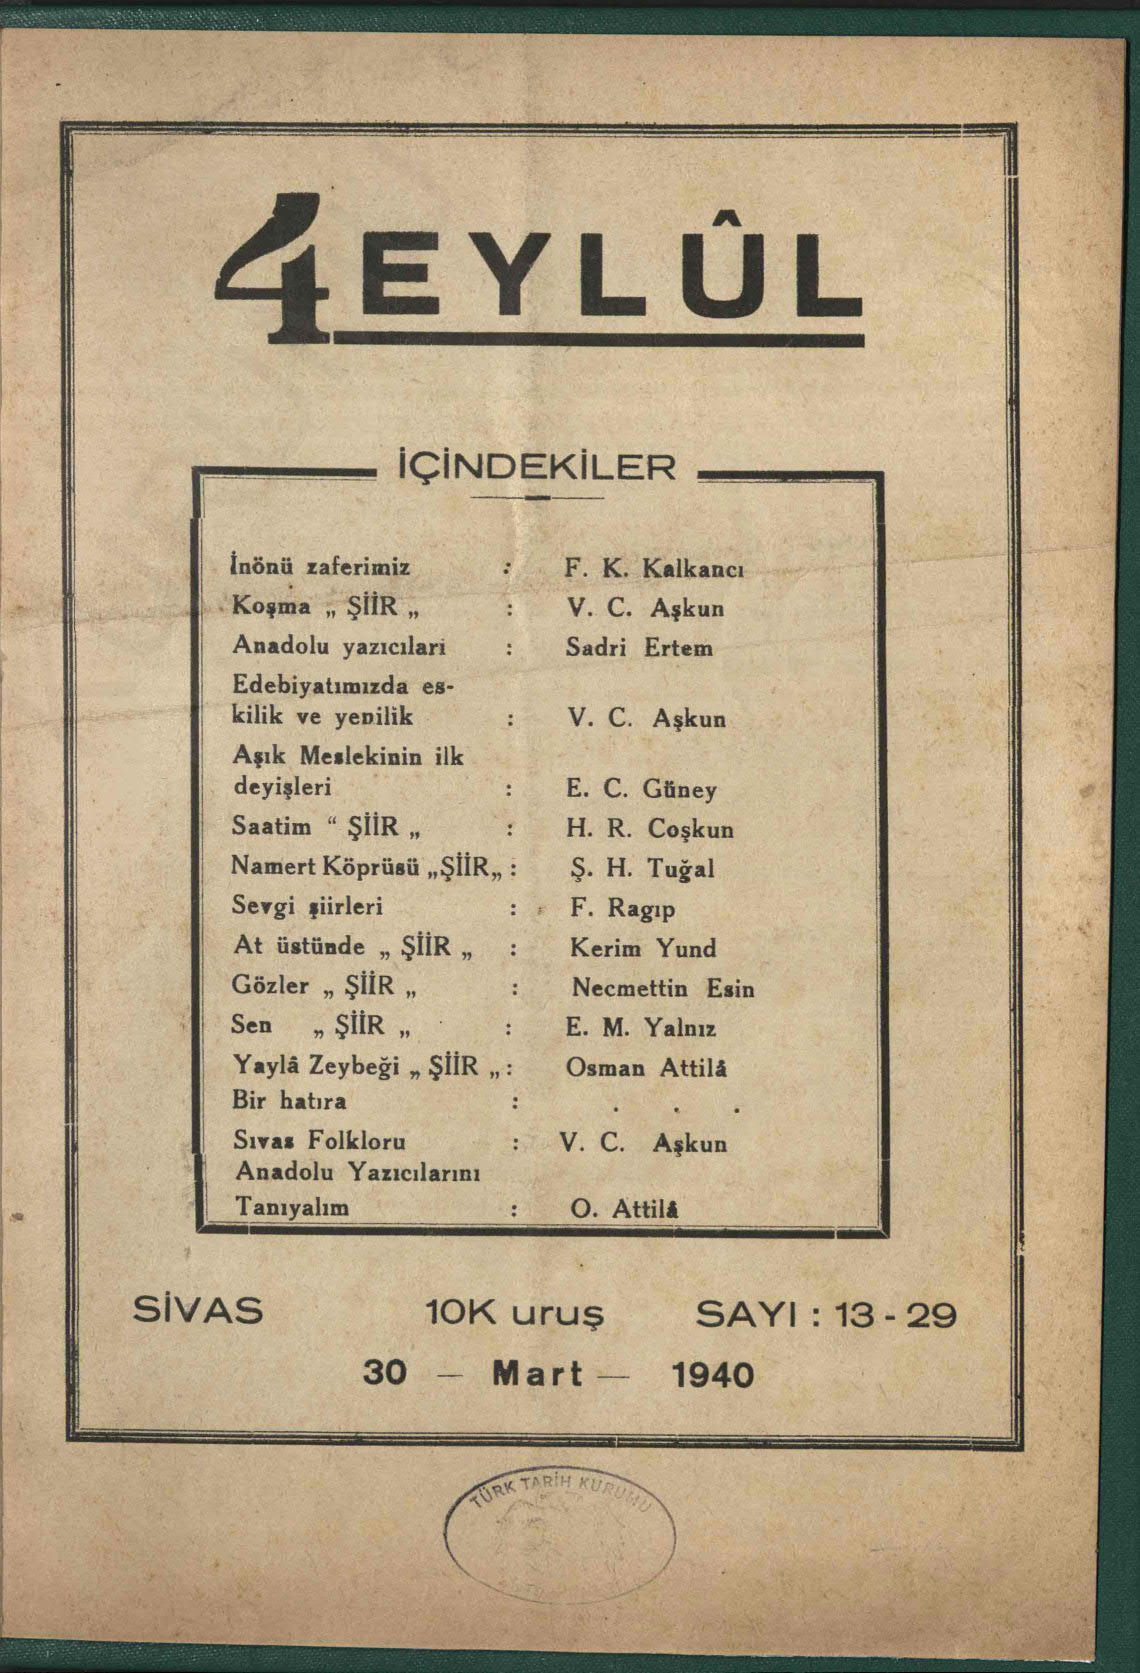 4 EYLÛL
İÇİNDEKİLER
İnönü zaferimiz : F. K. Kalkancı
Koşma „ ŞİİR „ : V. C. Aşkun
Anadolu yazıcılari : Sadri Ertem
Edebiyatımızda es-
kilik ve yenilik : V. C. Aşkun
Aşık Meslekinin ilk
deyişleri : E. C. Güney
Saatim “ ŞİİR „ : H. R. Coşkun
Namert Köprüsü „ŞİİR„ : Ş. H. Tuğal
Sevgi şiirleri : F. Ragıp
At üstünde „ ŞİİR „ : Kerim Yund
Gözler „ ŞİİR „ : Necmettin Esin
Sen „ ŞİİR „ : E. M. Yalnız
Yaylâ Zeybeği „ ŞİİR „ : Osman Attilâ
Bir hatıra : . . .
Sıvas Folkloru : V. C. Aşkun
Anadolu Yazıcılarını
Tanıyalım : O. Attilâ
SİVAS 10K uruş SAYI : 13 - 29
30 — Mart — 1940
TÜRK TARİH KURUMU